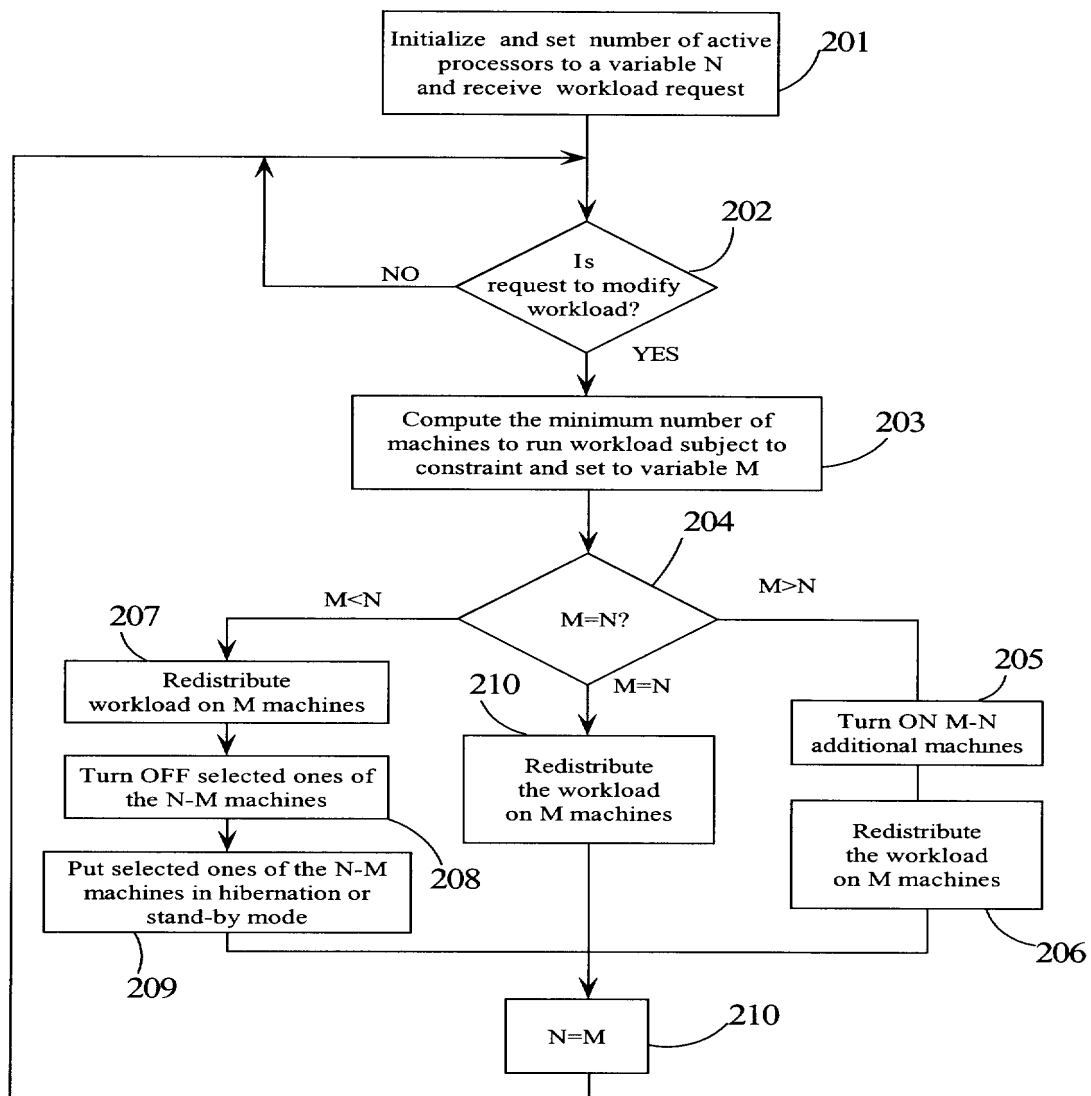 Initialize and set number of active
processors to a variable N
and receive workload request
201
202
Is
request to modify
workload?
NO
YES
Compute the minimum number of
machines to run workload subject to
constraint and set to variable M
203
204
M<N
M=N?
M>N
207
Redistribute
workload on M machines
M=N
210
205
Turn ON M-N
additional machines
Turn OFF selected ones of
the N-M machines
208
Redistribute
the workload
on M machines
Redistribute
the workload
on M machines
206
Put selected ones of the N-M
machines in hibernation or
stand-by mode
209
N=M
210